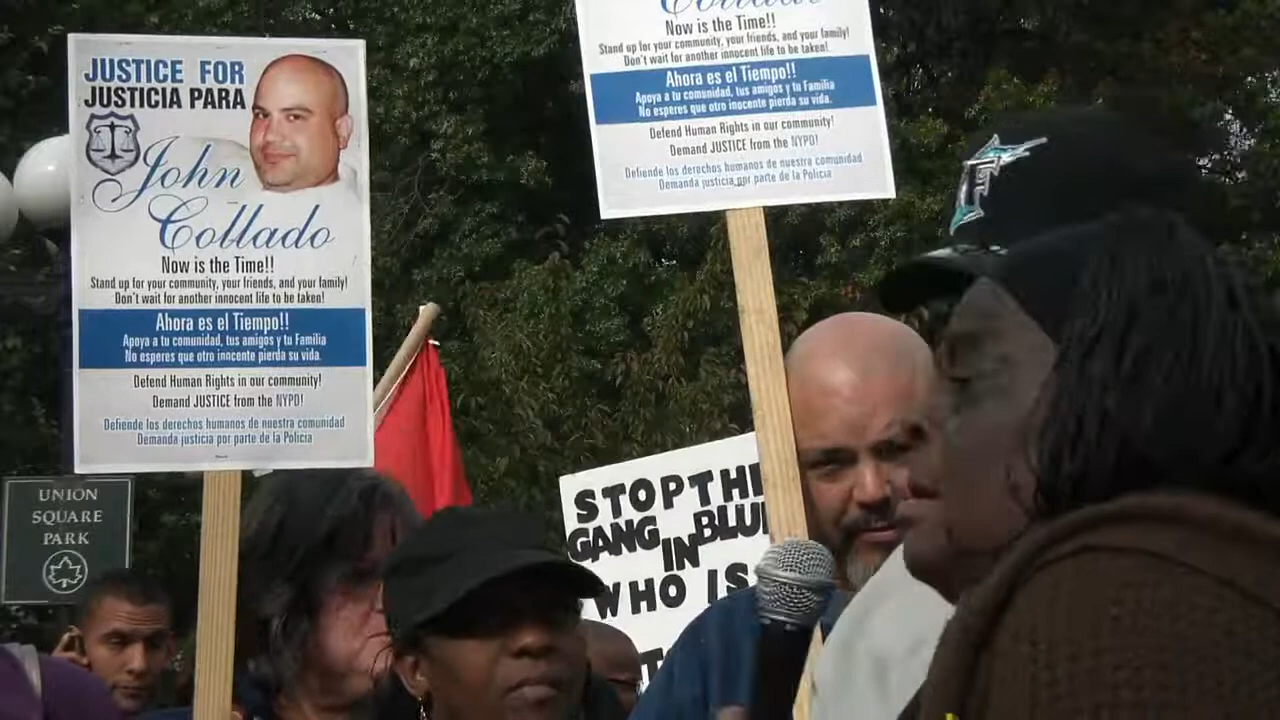 JUSTICE FOR
JUSTICIA PARA
John
Collado
Now is the Time!!
Stand up for your community, your friends, and your family!
Don't wait for another innocent life to be taken!
Ahora es el Tiempo!!
Apoya a tu comunidad, tus amigos y tu Familia
No esperes que otro inocente pierda su vida.
Defend Human Rights in our community!
Demand JUSTICE from the NYPD!
Defiende los derechos humanos de nuestra comunidad
Demanda justicia por parte de la Policia
Collado
Now is the Time!!
Stand up for your community, your friends, and your family!
Don't wait for another innocent life to be taken!
Ahora es el Tiempo!!
Apoya a tu comunidad, tus amigos y tu Familia
No esperes que otro inocente pierda su vida.
Defend Human Rights in our community!
Demand JUSTICE from the NYPD!
Defiende los derechos humanos de nuestra comunidad
Demanda justicia por parte de la Policia
F
UNION
SQUARE
PARK
STOP THE
GANG IN BLUE
WHO IS